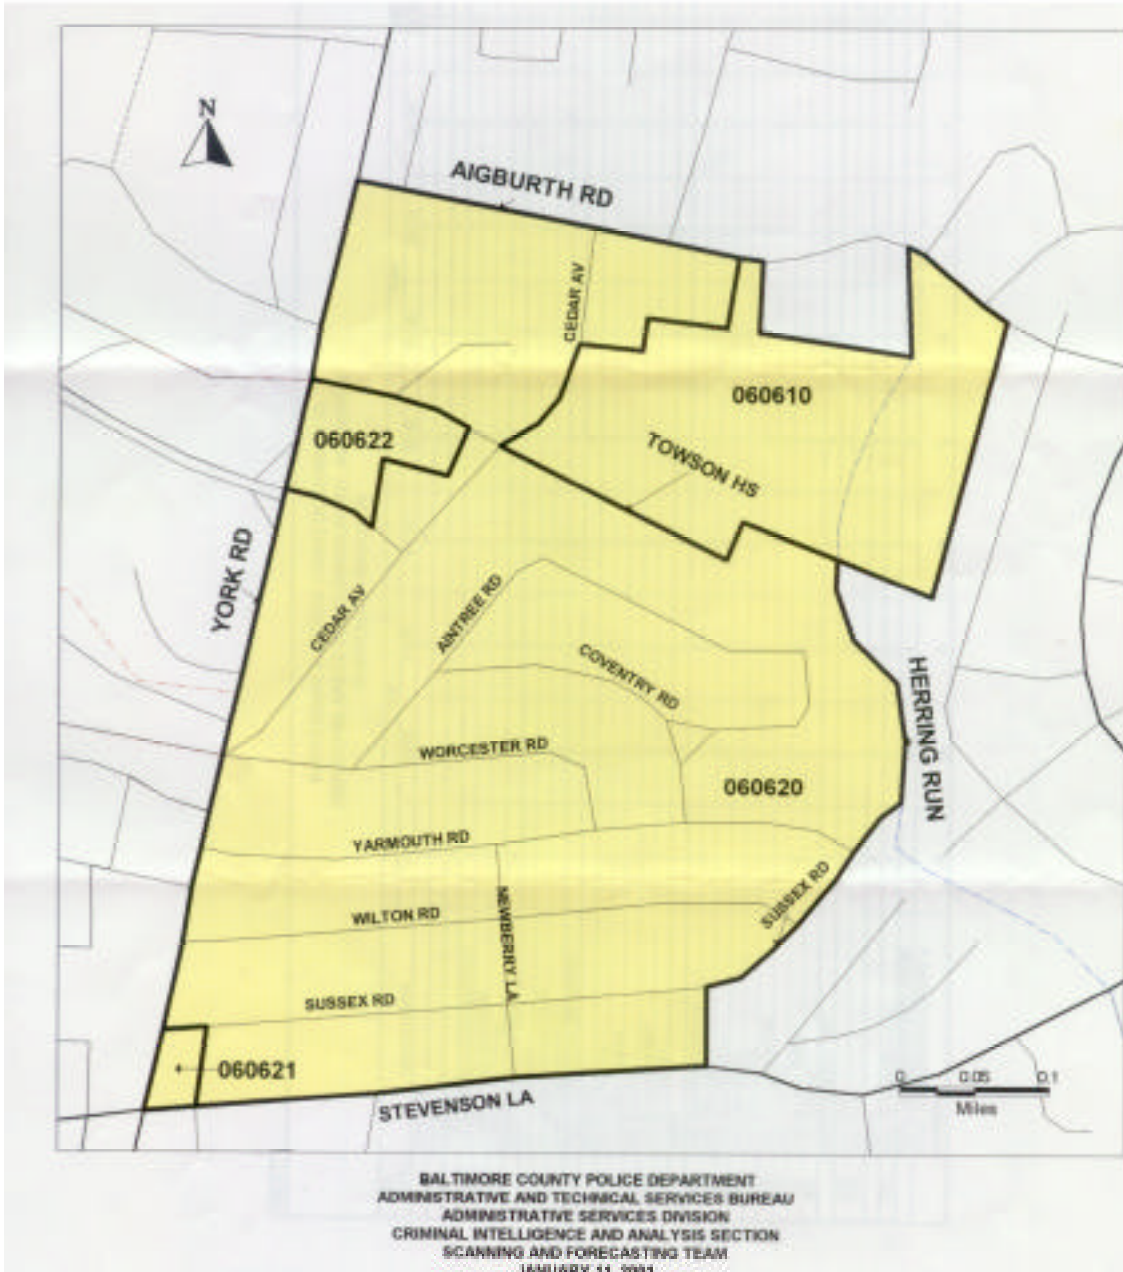 N
AIGBURTH RD
CEDAR AV
060610
060622
TOWSON HS
YORK RD
CEDAR AV
AINTREE RD
COVENTRY RD
HERRING RUN
WORCESTER RD
060620
YARMOUTH RD
SUSSEX RD
WILTON RD
NEWBERRY LA
SUSSEX RD
060621
0 0.05 0.1
Miles
STEVENSON LA
BALTIMORE COUNTY POLICE DEPARTMENT
ADMINISTRATIVE AND TECHNICAL SERVICES BUREAU
ADMINISTRATIVE SERVICES DIVISION
CRIMINAL INTELLIGENCE AND ANALYSIS SECTION
SCANNING AND FORECASTING TEAM
JANUARY 11, 2001